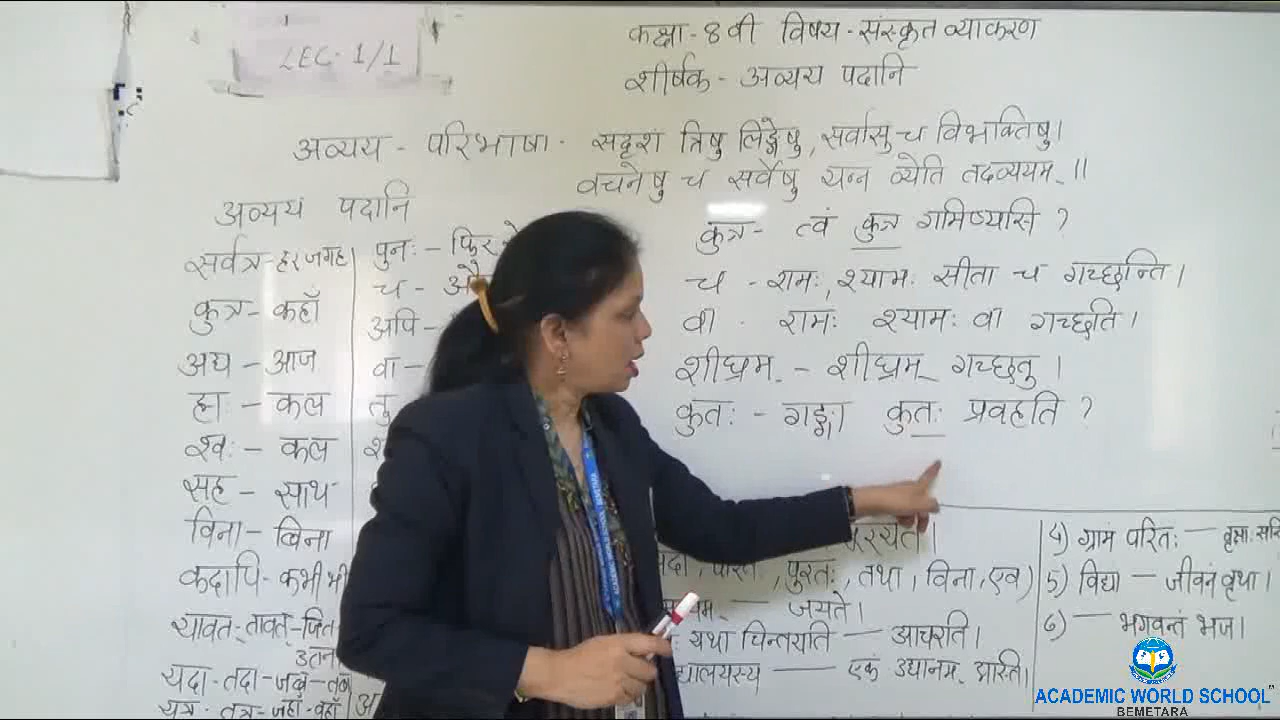 LEC. 1/1
कक्षा - 8 वी विषय - संस्कृत व्याकरण
शीर्षक - अव्यय पदानि
अव्यय - परिभाषा - सदृशं त्रिषु लिङ्गेषु, सर्वासु च विभक्तिषु।
वचनेषु च सर्वेषु यन्न व्येति तदव्ययम् ॥
अव्ययं पदानि
सर्वत्र - हर जगह
कुत्र - कहाँ
अद्य - आज
ह्यः - कल
श्वः - कल
सह - साथ
विना - बिना
कदापि - कभी भी
यावत् - तावत् - जित
उतना
यदा - तदा - जब - तब
यत्र - तत्र - जहाँ - वहाँ
पुनः - फिर से
च -
अपि -
वा -
तु
कुत्र - त्वं कुत्र गमिष्यसि ?
च - रामः, श्यामः सीता च गच्छन्ति।
वा - रामः श्यामः वा गच्छति।
शीघ्रम् - शीघ्रम् गच्छतु।
कुतः - गङ्गा कुतः प्रवहति ?
पुरतः, तथा, विना, एव)
— जयते।
यथा चिन्तयति — आचरति।
— एकं उद्यानम् अस्ति।
4) ग्रामं परितः — वृक्षाः
5) विद्या — जीवनं वृथा।
6) — भगवन्तं भज।
ACADEMIC WORLD SCHOOL
BEMETARA